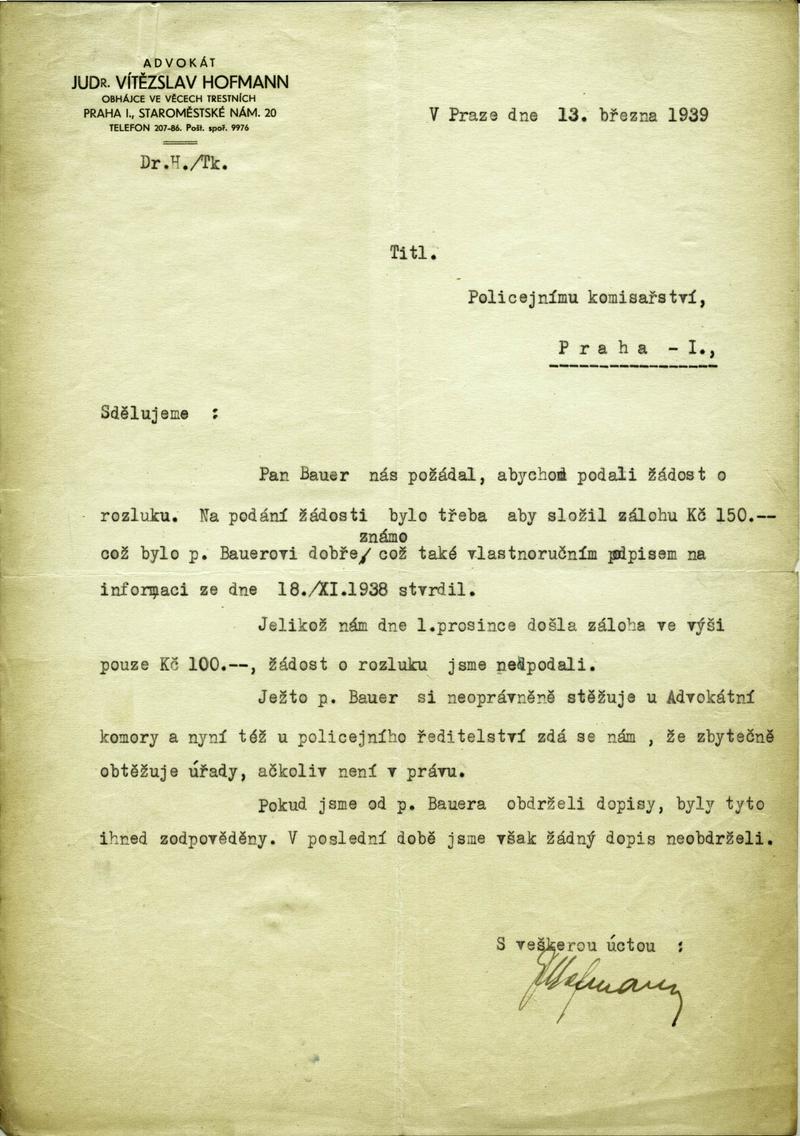 ADVOKÁT
JUDR. VÍTĚZSLAV HOFMANN
OBHÁJCE VE VĚCECH TRESTNÍCH
PRAHA I., STAROMĚSTSKÉ NÁM. 20
TELEFON 207-86. Pošt. spoř. 9976
Dr.H./Tk.
V Praze dne 13. března 1939
Titl.
Policejnímu komisařství,
P r a h a - I.,
Sdělujeme :
Pan Bauer nás požádal, abychom podali žádost o
rozluku. Na podání žádosti bylo třeba aby složil zálohu Kč 150.--
známo
což bylo p. Bauerovi dobře/ což také vlastnoručním pdpisem na
informaci ze dne 18./XI.1938 stvrdil.
Jelikož nám dne 1.prosince došla záloha ve výši
pouze Kč 100.--, žádost o rozluku jsme nepodali.
Ježto p. Bauer si neoprávněně stěžuje u Advokátní
komory a nyní též u policejního ředitelství zdá se nám , že zbytečně
obtěžuje úřady, ačkoliv není v právu.
Pokud jsme od p. Bauera obdrželi dopisy, byly tyto
ihned zodpověděny. V poslední době jsme však žádný dopis neobdrželi.
S veškerou úctou :
Hofmann